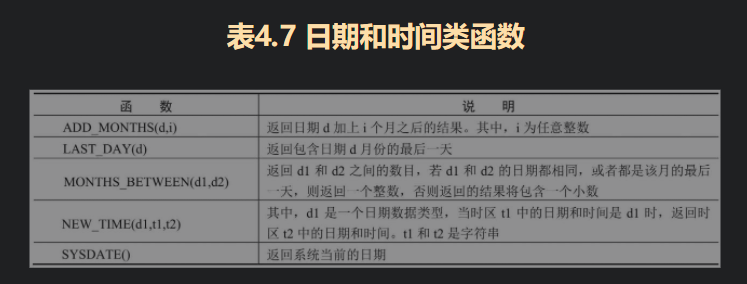 表4.7 日期和时间类函数
函 数 说 明
ADD_MONTHS(d,i) 返回日期 d 加上 i 个月之后的结果。其中，i 为任意整数
LAST_DAY(d) 返回包含日期 d 月份的最后一天
MONTHS_BETWEEN(d1,d2) 返回 d1 和 d2 之间的数目，若 d1 和 d2 的日期都相同，或者都是该月的最后
一天，则返回一个整数，否则返回的结果将包含一个小数
NEW_TIME(d1,t1,t2) 其中，d1 是一个日期数据类型，当时区 t1 中的日期和时间是 d1 时，返回时
区 t2 中的日期和时间。t1 和 t2 是字符串
SYSDATE() 返回系统当前的日期